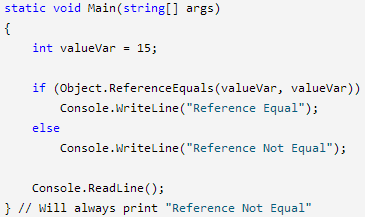 static void Main(string[] args)
{
    int valueVar = 15;

    if (Object.ReferenceEquals(valueVar, valueVar))
        Console.WriteLine("Reference Equal");
    else
        Console.WriteLine("Reference Not Equal");

    Console.ReadLine();
} // Will always print "Reference Not Equal"